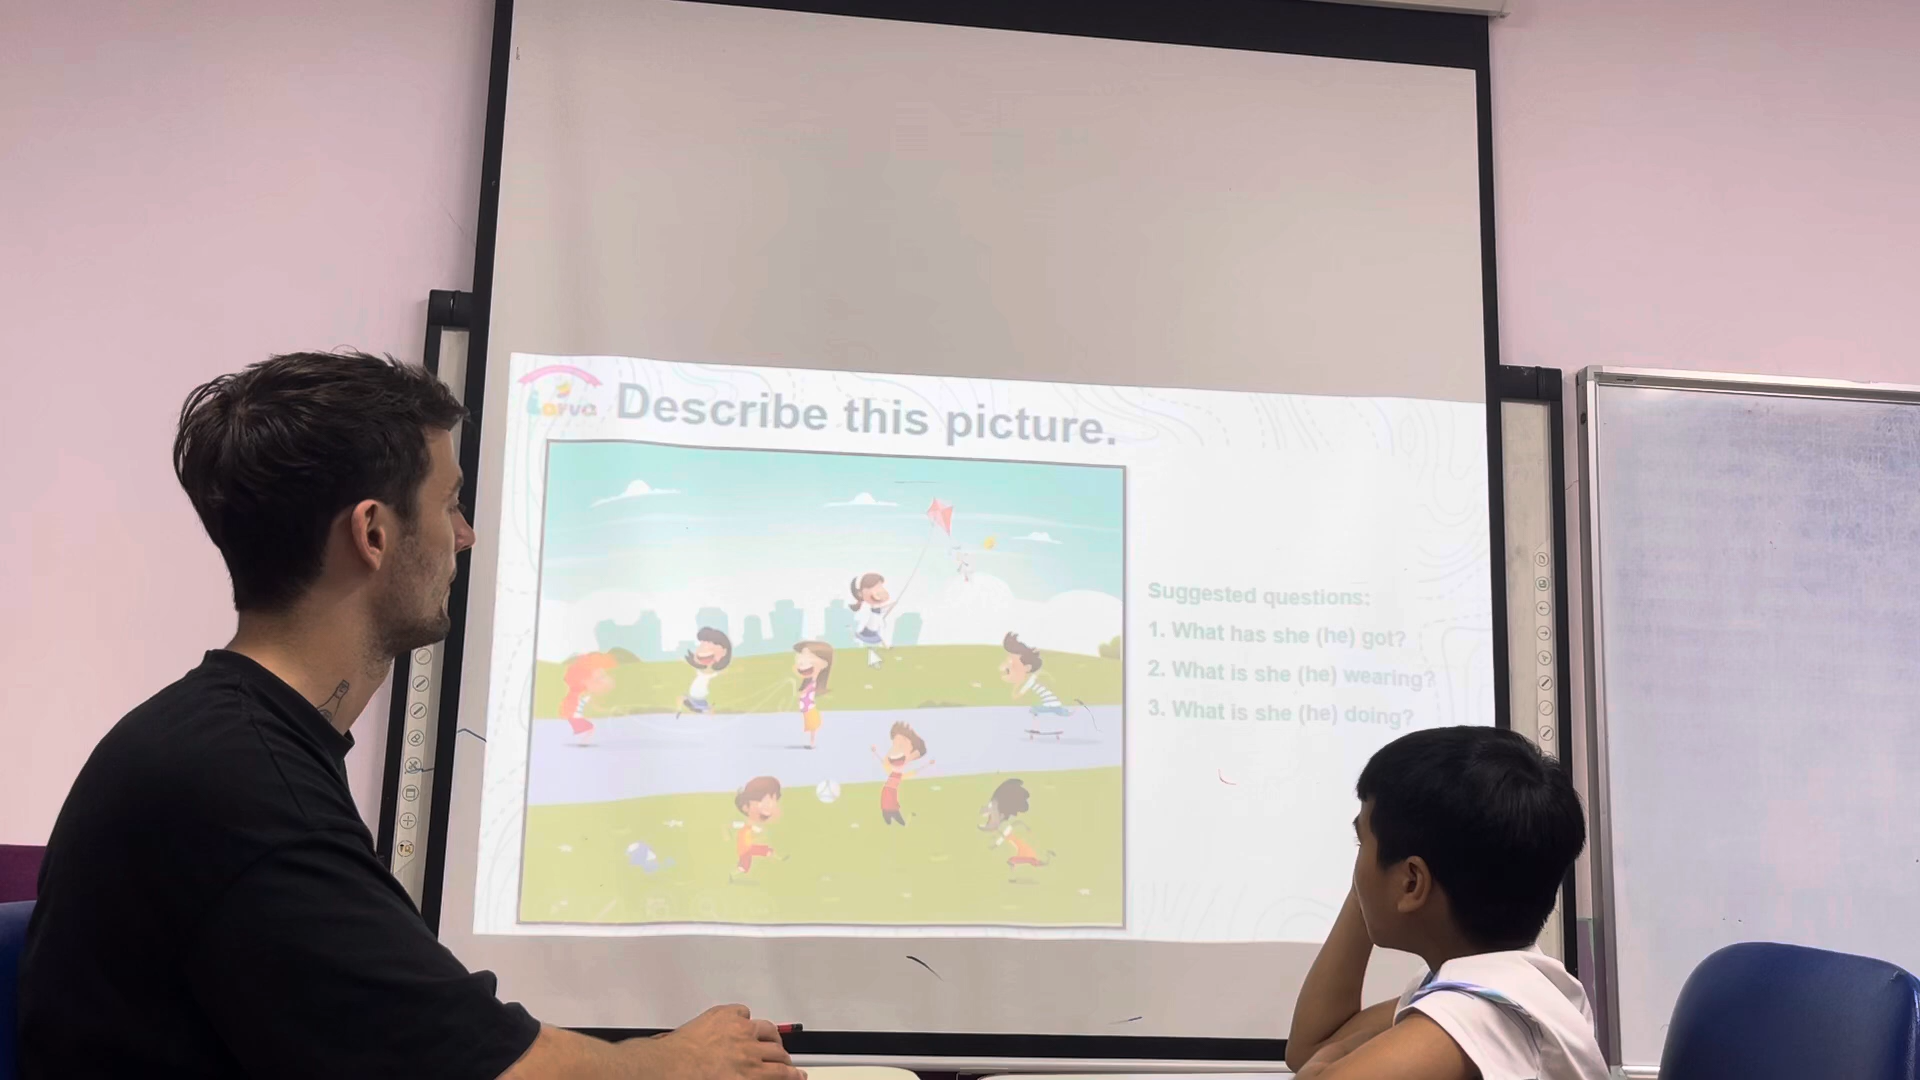 Larva
Describe this picture.
Suggested questions:
1. What has she (he) got?
2. What is she (he) wearing?
3. What is she (he) doing?